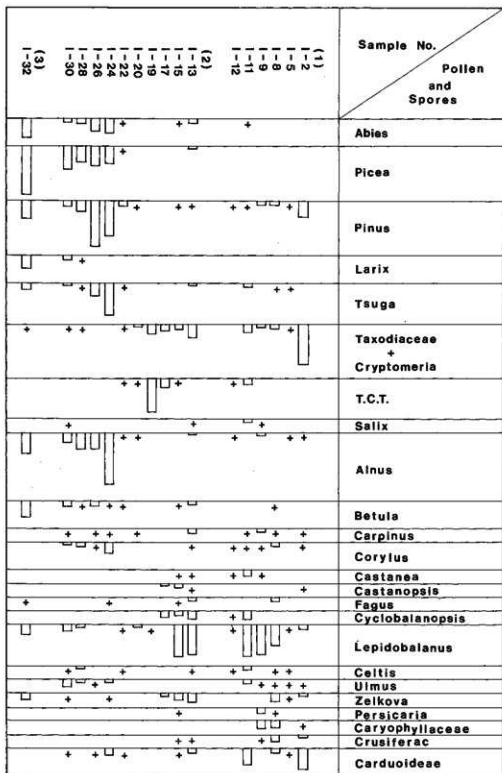 Sample No.
Pollen
and
Spores
(1)
I-2
I-5
I-8
I-9
I-11
I-12
(2)
I-13
I-15
I-17
I-19
I-20
I-22
I-24
I-26
I-28
I-30
(3)
I-32
Abies
Picea
Pinus
Larix
Tsuga
Taxodiaceae
+
Cryptomeria
T.C.T.
Salix
Alnus
Betula
Carpinus
Corylus
Castanea
Castanopsis
Fagus
Cyclobalanopsis
Lepidobalanus
Celtis
Ulmus
Zelkova
Persicaria
Caryophyllaceae
Crusiferac
Carduoideae